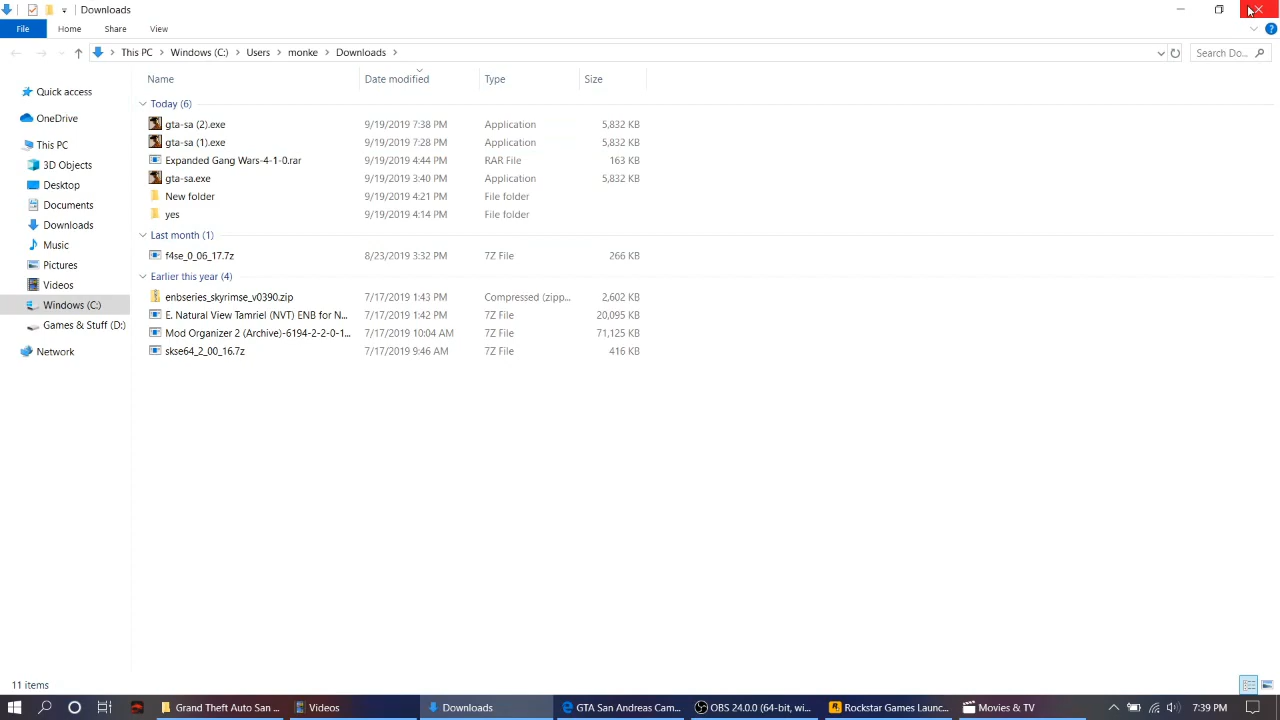 Downloads
File Home Share View
This PC Windows (C:) Users monke Downloads Search Do...
Name Date modified Type Size
Quick access
OneDrive
This PC
3D Objects
Desktop
Documents
Downloads
Music
Pictures
Videos
Windows (C:)
Games & Stuff (D:)
Network
Today (6)
gta-sa (2).exe 9/19/2019 7:38 PM Application 5,832 KB
gta-sa (1).exe 9/19/2019 7:28 PM Application 5,832 KB
Expanded Gang Wars-4-1-0.rar 9/19/2019 4:44 PM RAR File 163 KB
gta-sa.exe 9/19/2019 3:40 PM Application 5,832 KB
New folder 9/19/2019 4:21 PM File folder
yes 9/19/2019 4:14 PM File folder
Last month (1)
f4se_0_06_17.7z 8/23/2019 3:32 PM 7Z File 266 KB
Earlier this year (4)
enbseries_skyrimse_v0390.zip 7/17/2019 1:43 PM Compressed (zipp... 2,602 KB
E. Natural View Tamriel (NVT) ENB for N... 7/17/2019 1:42 PM 7Z File 20,095 KB
Mod Organizer 2 (Archive)-6194-2-2-0-1... 7/17/2019 10:04 AM 7Z File 71,125 KB
skse64_2_00_16.7z 7/17/2019 9:46 AM 7Z File 416 KB
11 items
Grand Theft Auto San ... Videos Downloads GTA San Andreas Cam... OBS 24.0.0 (64-bit, wi... Rockstar Games Launc... Movies & TV 7:39 PM